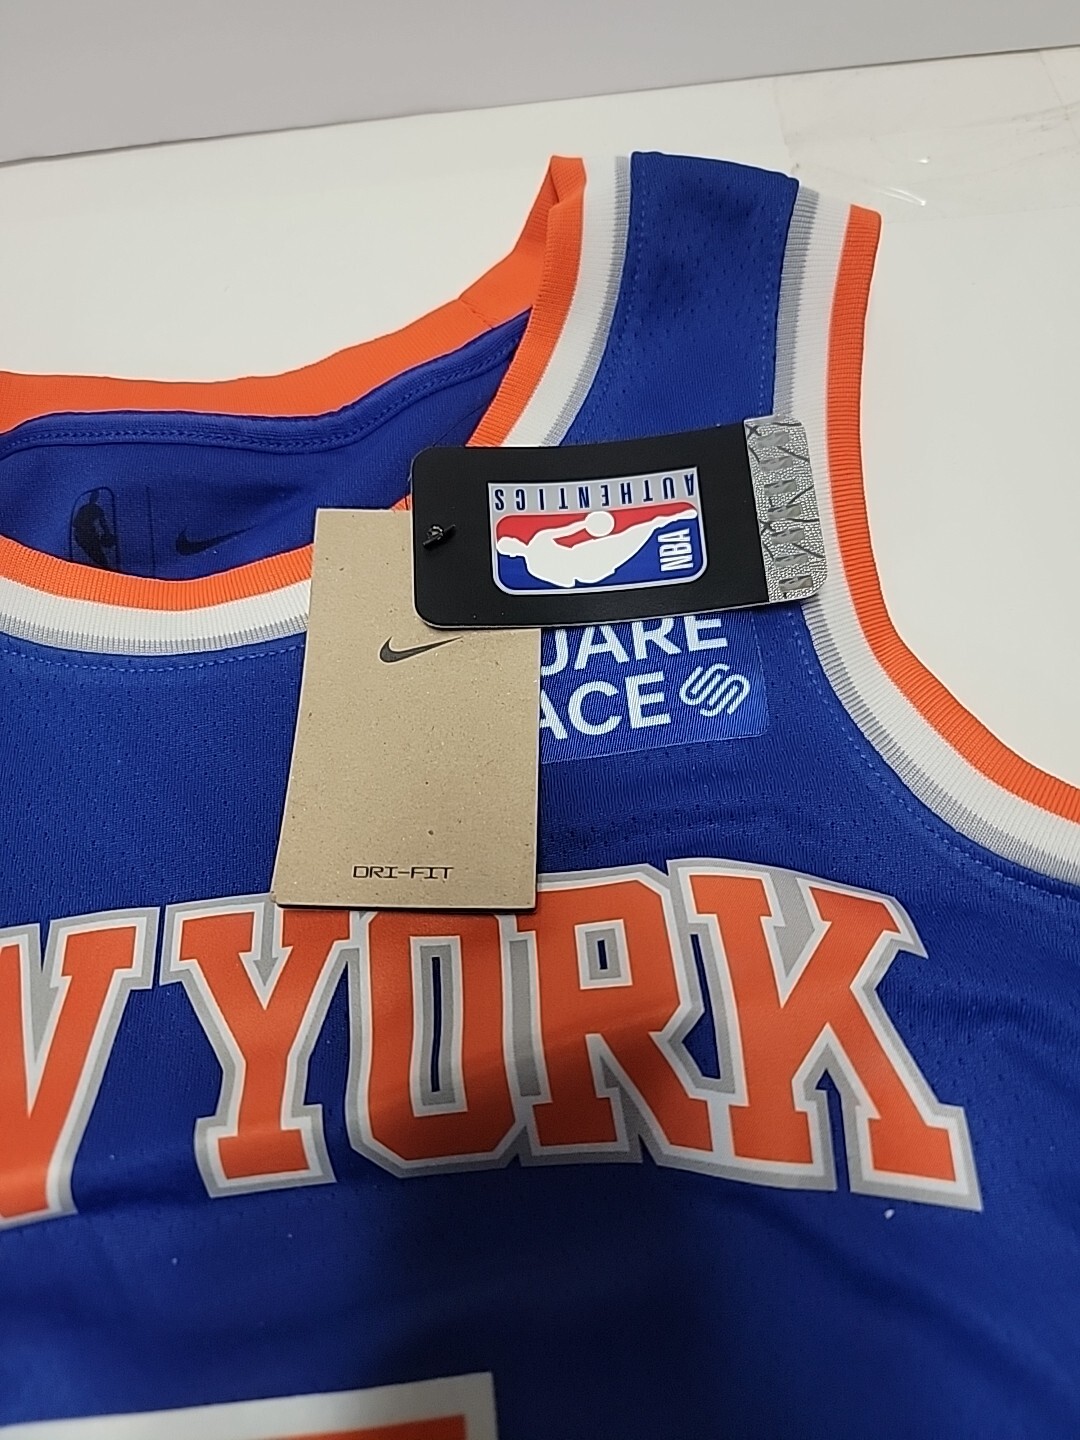 AUTHENTICS
NBA
UARE
ACE
DRI-FIT
W YORK